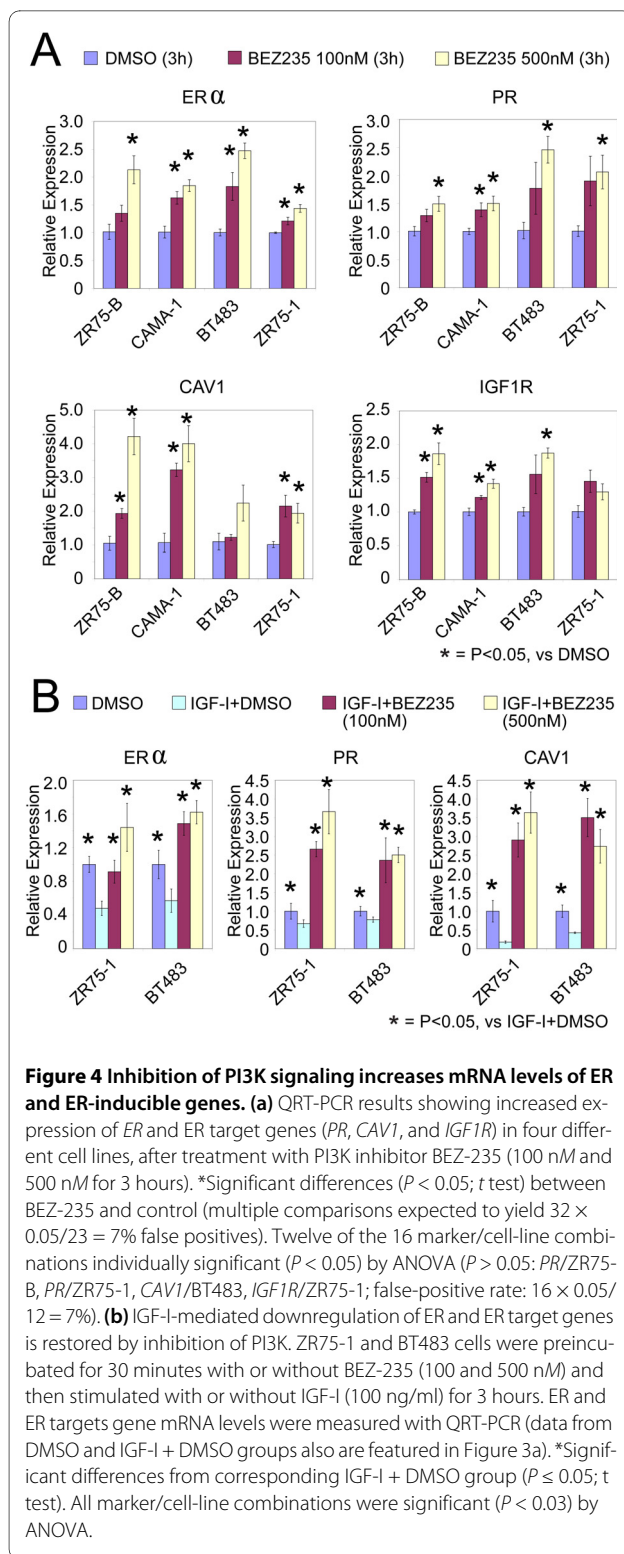 A
DMSO (3h) BEZ235 100nM (3h) BEZ235 500nM (3h)
ER α PR
Relative Expression
3.0
2.5
2.0
1.5
1.0
0.5
0
* * * * * * *
ZR75-B CAMA-1 BT483 ZR75-1
Relative Expression
3.0
2.5
2.0
1.5
1.0
0.5
0
* * * * *
ZR75-B CAMA-1 BT483 ZR75-1
CAV1 IGF1R
Relative Expression
5.0
4.0
3.0
2.0
1.0
0
* * * * * *
ZR75-B CAMA-1 BT483 ZR75-1
Relative Expression
2.5
2.0
1.5
1.0
0.5
0
* * * * *
ZR75-B CAMA-1 BT483 ZR75-1
* = P<0.05, vs DMSO
B
DMSO IGF-I+DMSO IGF-I+BEZ235 (100nM) IGF-I+BEZ235 (500nM)
ER α PR CAV1
Relative Expression
2.0
1.6
1.2
0.8
0.4
0
* * * * * *
ZR75-1 BT483
Relative Expression
4.5
4.0
3.5
3.0
2.5
2.0
1.5
1.0
0.5
0
* * * * * *
ZR75-1 BT483
Relative Expression
4.5
4.0
3.5
3.0
2.5
2.0
1.5
1.0
0.5
0
* * * * * *
ZR75-1 BT483
* = P<0.05, vs IGF-I+DMSO
Figure 4 Inhibition of PI3K signaling increases mRNA levels of ER
and ER-inducible genes. (a) QRT-PCR results showing increased ex-
pression of ER and ER target genes (PR, CAV1, and IGF1R) in four differ-
ent cell lines, after treatment with PI3K inhibitor BEZ-235 (100 nM and
500 nM for 3 hours). *Significant differences (P < 0.05; t test) between
BEZ-235 and control (multiple comparisons expected to yield 32 ×
0.05/23 = 7% false positives). Twelve of the 16 marker/cell-line combi-
nations individually significant (P < 0.05) by ANOVA (P > 0.05: PR/ZR75-
B, PR/ZR75-1, CAV1/BT483, IGF1R/ZR75-1; false-positive rate: 16 × 0.05/
12 = 7%). (b) IGF-I-mediated downregulation of ER and ER target genes
is restored by inhibition of PI3K. ZR75-1 and BT483 cells were preincu-
bated for 30 minutes with or without BEZ-235 (100 and 500 nM) and
then stimulated with or without IGF-I (100 ng/ml) for 3 hours. ER and
ER targets gene mRNA levels were measured with QRT-PCR (data from
DMSO and IGF-I + DMSO groups also are featured in Figure 3a). *Signif-
icant differences from corresponding IGF-I + DMSO group (P ≤ 0.05; t
test). All marker/cell-line combinations were significant (P < 0.03) by
ANOVA.